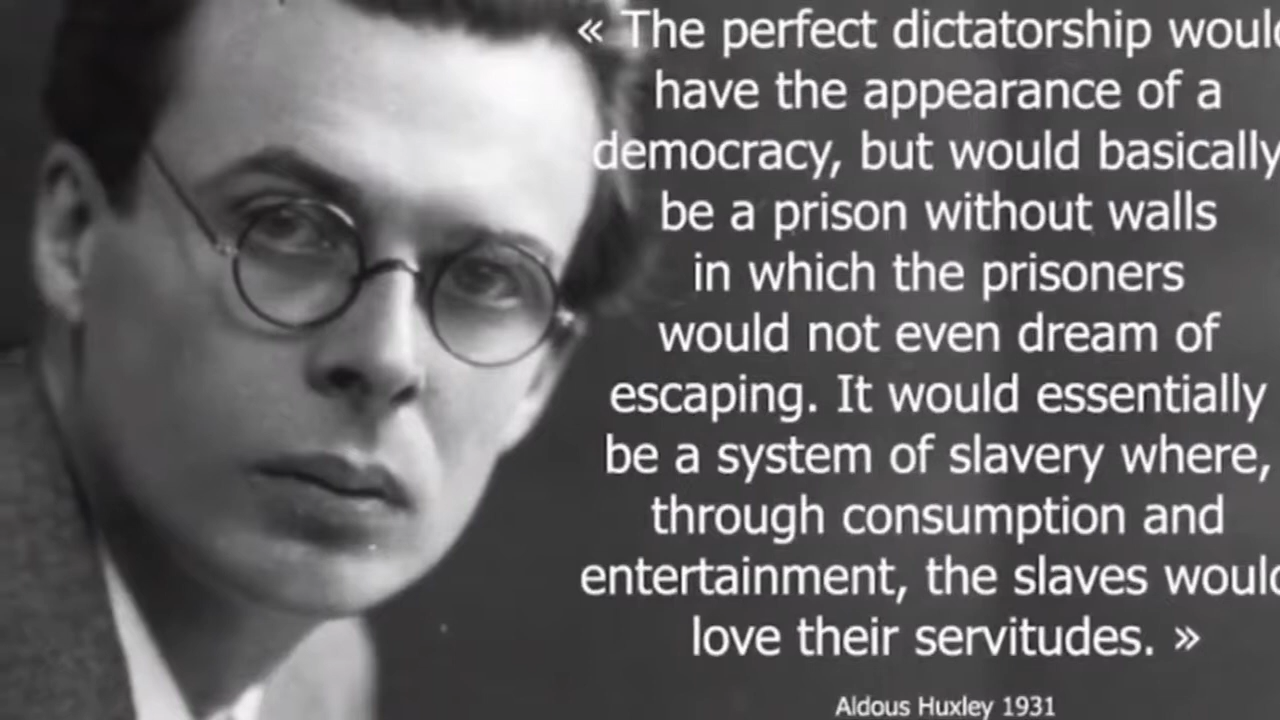 « The perfect dictatorship would
have the appearance of a
democracy, but would basically
be a prison without walls
in which the prisoners
would not even dream of
escaping. It would essentially
be a system of slavery where,
through consumption and
entertainment, the slaves would
love their servitudes. »
Aldous Huxley 1931